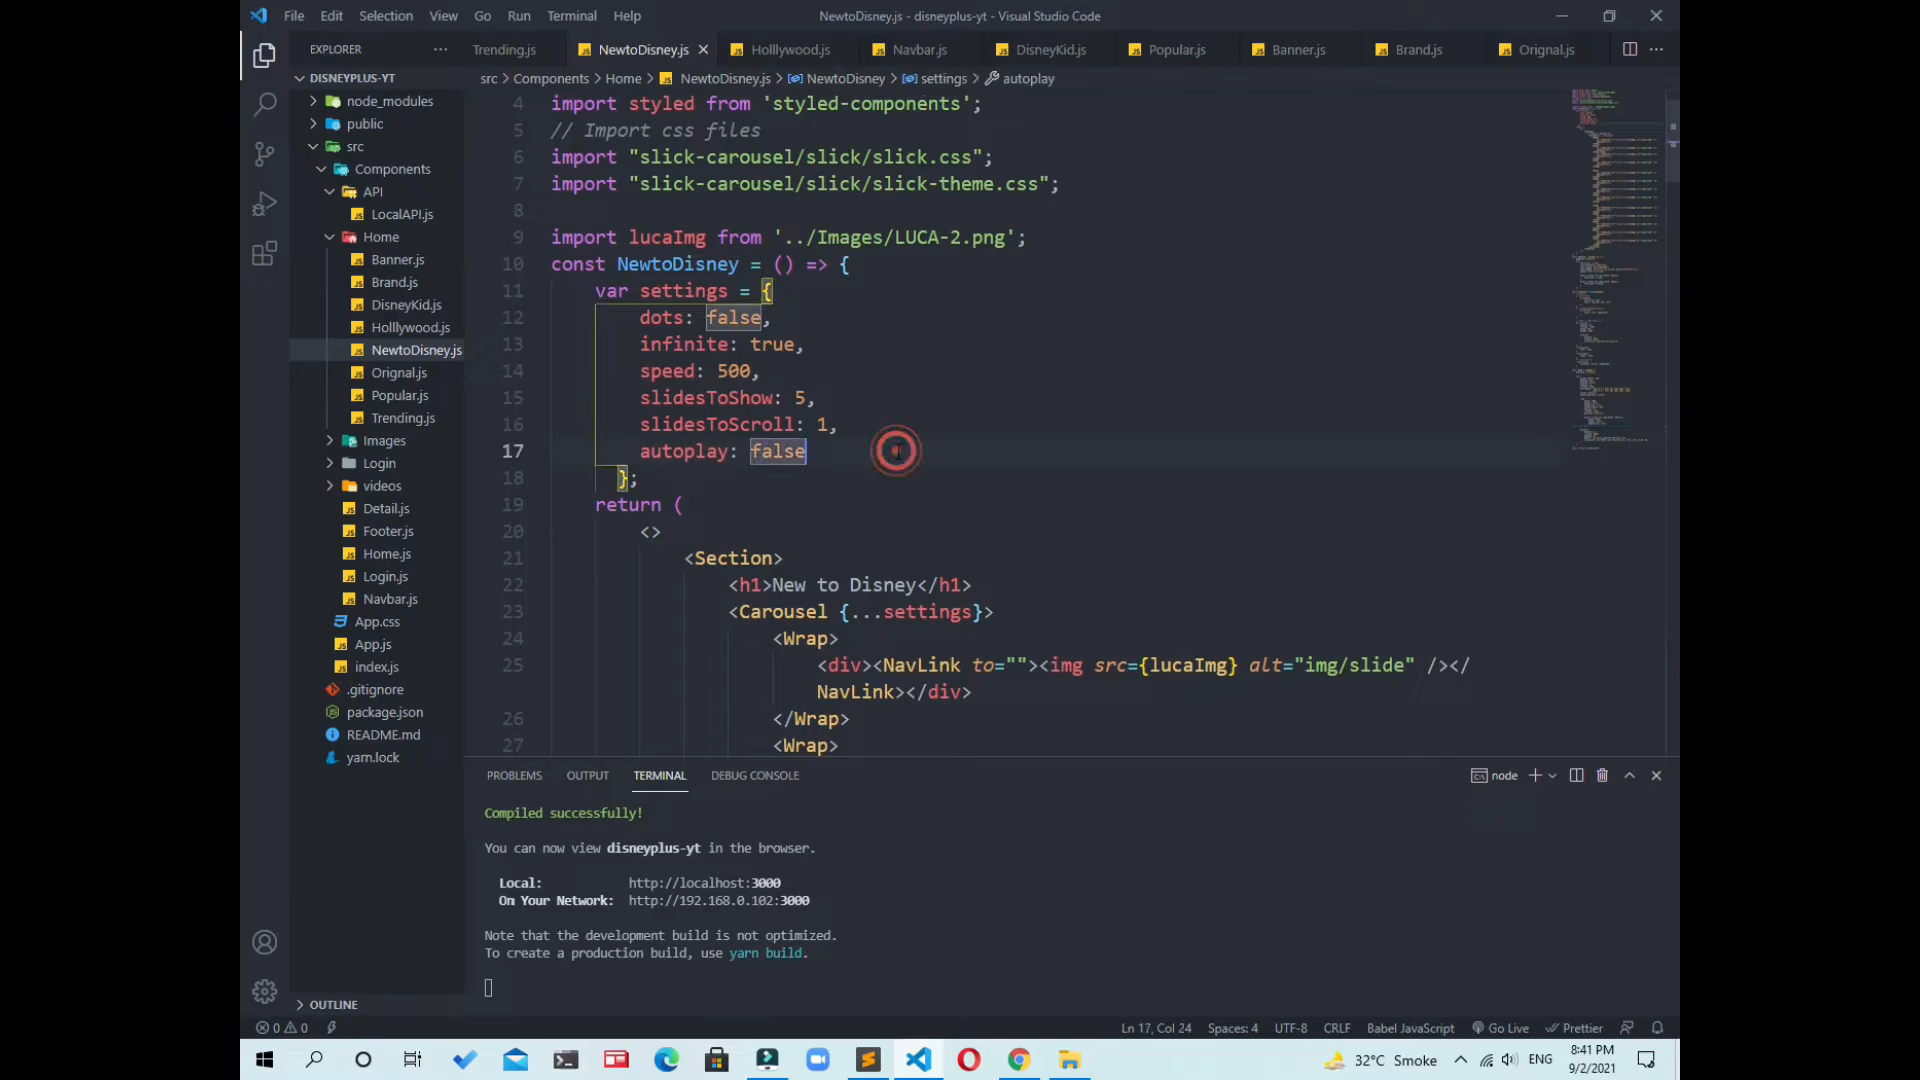 File Edit Selection View Go Run Terminal Help
NewtoDisney.js - disneyplus-yt - Visual Studio Code
EXPLORER
Trending.js NewtoDisney.js Holllywood.js Navbar.js DisneyKid.js Popular.js Banner.js Brand.js Orignal.js
src > Components > Home > NewtoDisney.js > NewtoDisney > settings > autoplay
DISNEYPLUS-YT
node_modules
public
src
Components
API
LocalAPI.js
Home
Banner.js
Brand.js
DisneyKid.js
Holllywood.js
NewtoDisney.js
Orignal.js
Popular.js
Trending.js
Images
Login
videos
Detail.js
Footer.js
Home.js
Login.js
Navbar.js
App.css
App.js
index.js
.gitignore
package.json
README.md
yarn.lock
OUTLINE
4 import styled from 'styled-components';
5 // Import css files
6 import "slick-carousel/slick/slick.css";
7 import "slick-carousel/slick/slick-theme.css";
8
9 import lucaImg from '../Images/LUCA-2.png';
10 const NewtoDisney = () => {
11 var settings = {
12 dots: false,
13 infinite: true,
14 speed: 500,
15 slidesToShow: 5,
16 slidesToScroll: 1,
17 autoplay: false
18 };
19 return (
20 <>
21 <Section>
22 <h1>New to Disney</h1>
23 <Carousel {...settings}>
24 <Wrap>
25 <div><NavLink to=""><img src={lucaImg} alt="img/slide" /></
NavLink></div>
26 </Wrap>
27 <Wrap>
PROBLEMS OUTPUT TERMINAL DEBUG CONSOLE
node
Compiled successfully!
You can now view disneyplus-yt in the browser.
Local: http://localhost:3000
On Your Network: http://192.168.0.102:3000
Note that the development build is not optimized.
To create a production build, use yarn build.
0 0
Ln 17, Col 24 Spaces: 4 UTF-8 CRLF Babel JavaScript Go Live Prettier
32°C Smoke ENG
8:41 PM
9/2/2021